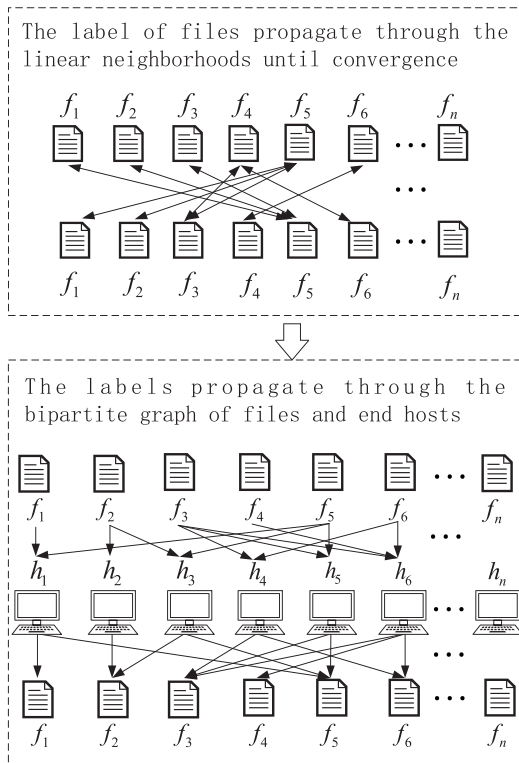 The label of files propagate through the
linear neighborhoods until convergence
f1 f2 f3 f4 f5 f6 fn
f1 f2 f3 f4 f5 f6 fn
The labels propagate through the
bipartite graph of files and end hosts
f1 f2 f3 f4 f5 f6 fn
h1 h2 h3 h4 h5 h6 hn
f1 f2 f3 f4 f5 f6 fn